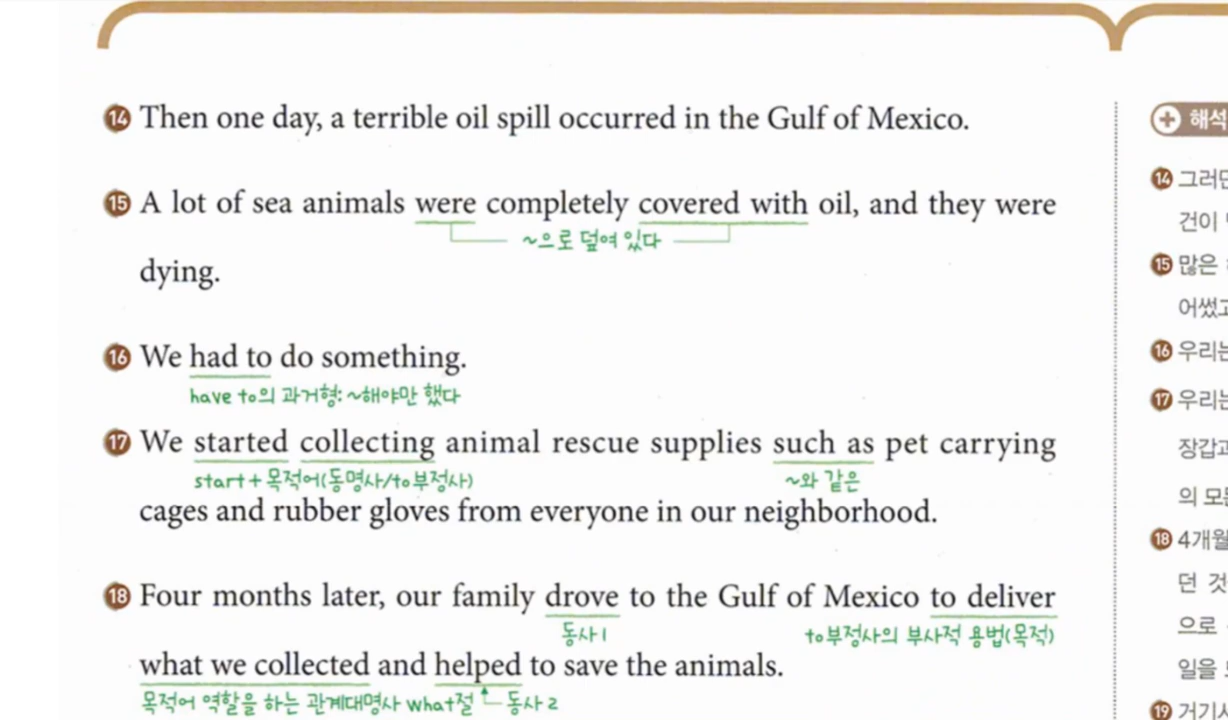 ⑭ Then one day, a terrible oil spill occurred in the Gulf of Mexico.
⑮ A lot of sea animals were completely covered with oil, and they were
~으로 덮여 있다
dying.
⑯ We had to do something.
have to의 과거형: ~해야만 했다
⑰ We started collecting animal rescue supplies such as pet carrying
start + 목적어(동명사/to부정사) ~와 같은
cages and rubber gloves from everyone in our neighborhood.
⑱ Four months later, our family drove to the Gulf of Mexico to deliver
동사1 to부정사의 부사적 용법(목적)
what we collected and helped to save the animals.
목적어 역할을 하는 관계대명사 what절 동사2
+ 해석
⑭
건이
⑮ 많은
⑯ 우리는
⑰ 우리는
장갑과
의
⑱ 4개월
던
으로
일을
⑲ 거기서